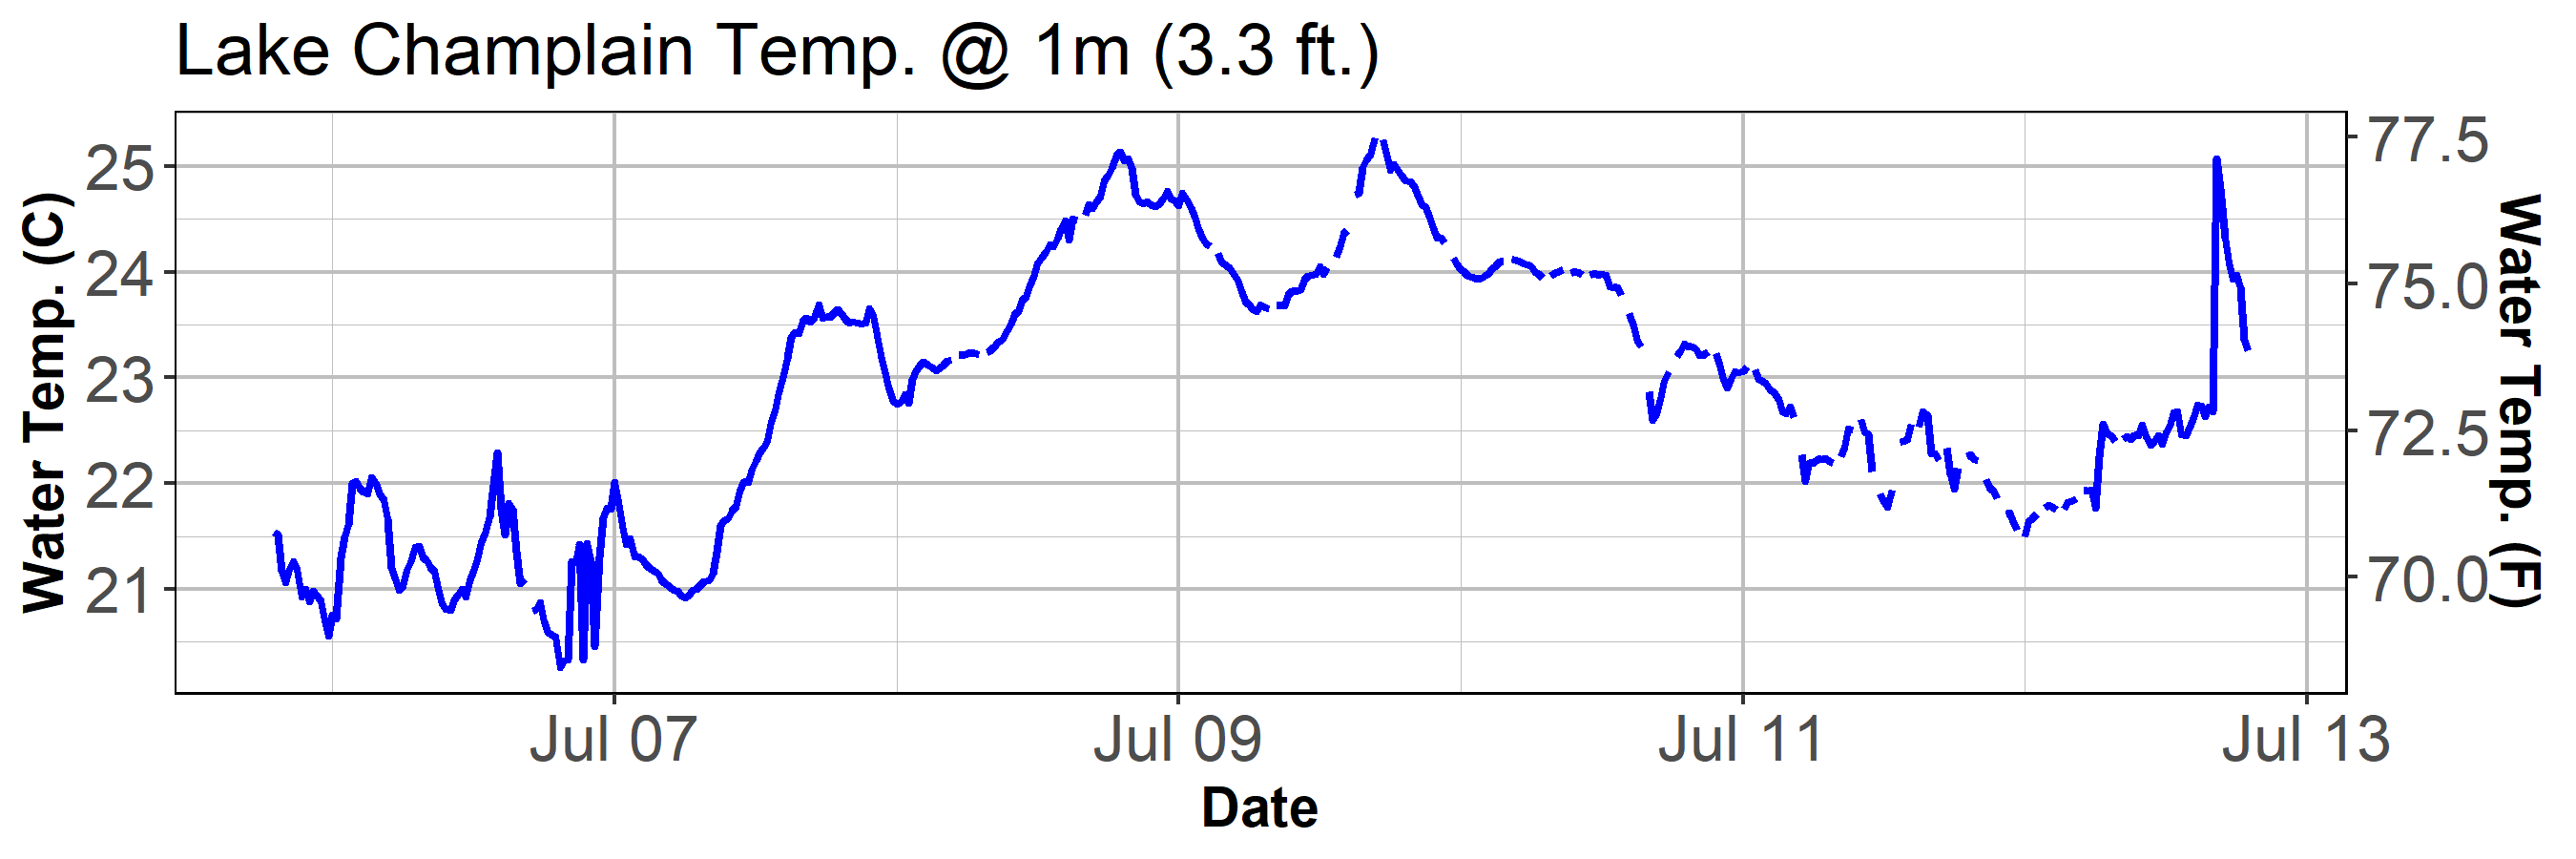 Lake Champlain Temp. @ 1m (3.3 ft.)
Water Temp. (C)
25
24
23
22
21
77.5
75.0
72.5
70.0
Water Temp. (F)
Jul 07
Jul 09
Jul 11
Jul 13
Date